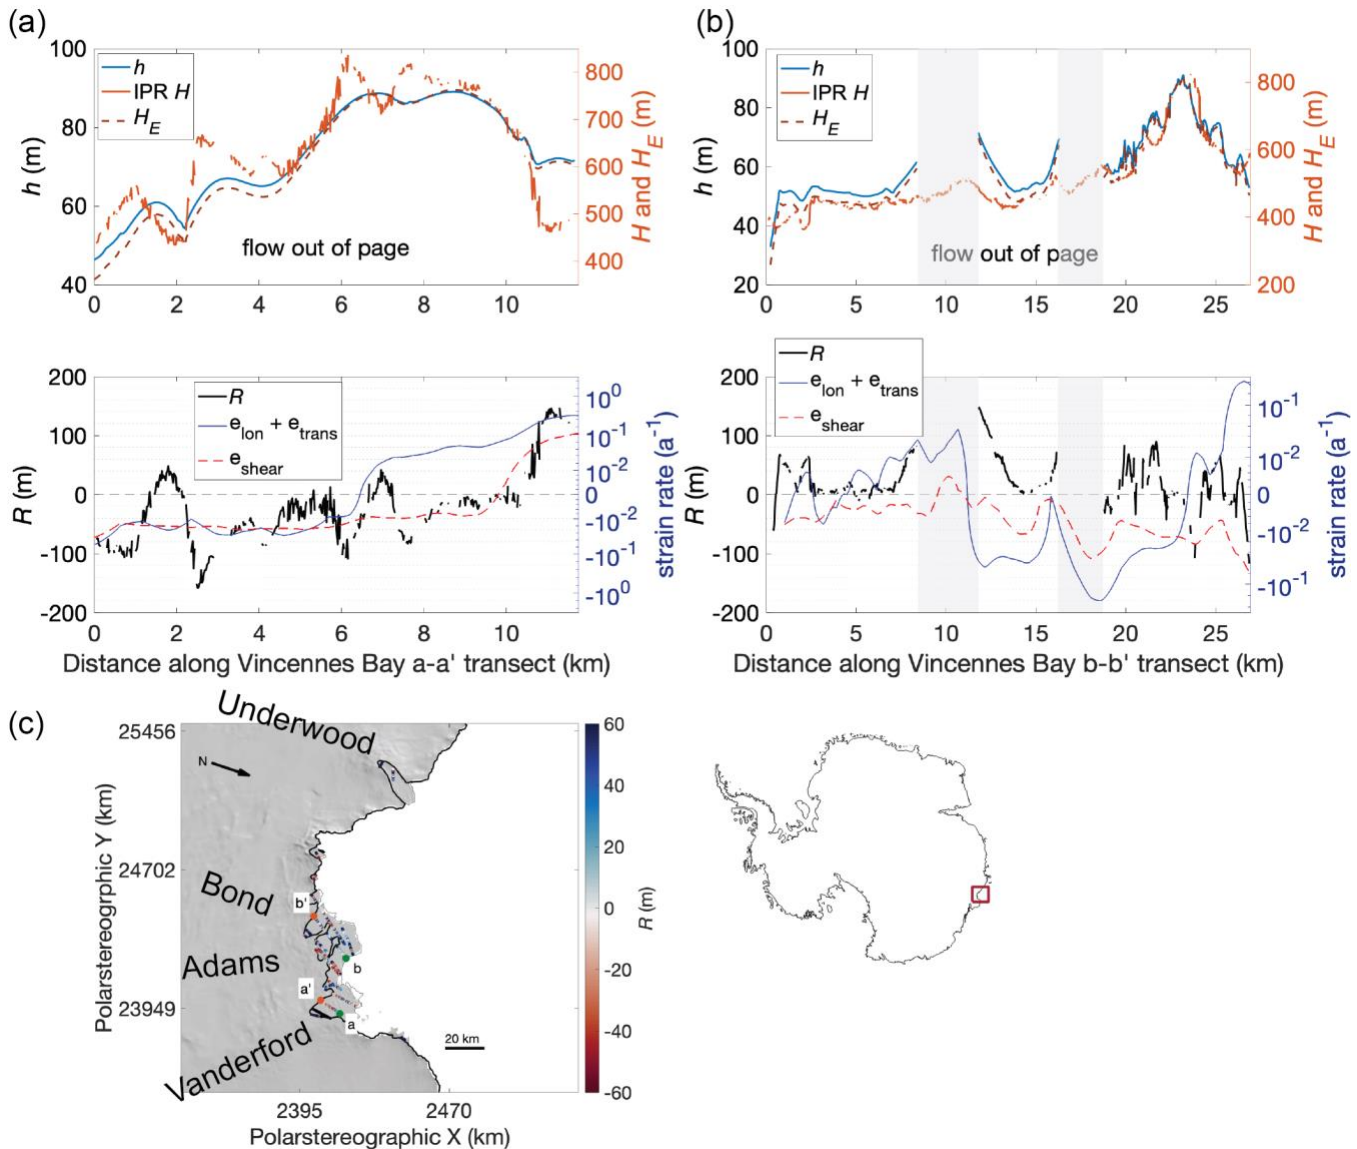 (a)
100
80
60
40
h (m)
h
IPR H
H_E
flow out of page
800
700
600
500
400
H and H_E (m)
0 2 4 6 8 10
200
100
0
-100
-200
R (m)
R
e_lon + e_trans
e_shear
10^0
10^-1
10^-2
0
-10^-2
-10^-1
-10^0
strain rate (a^-1)
0 2 4 6 8 10
Distance along Vincennes Bay a-a' transect (km)
(b)
100
80
60
40
20
h (m)
h
IPR H
H_E
flow out of page
800
600
400
200
H and H_E (m)
0 5 10 15 20 25
200
100
0
-100
-200
R (m)
R
e_lon + e_trans
e_shear
10^-1
10^-2
0
-10^-2
-10^-1
strain rate (a^-1)
0 5 10 15 20 25
Distance along Vincennes Bay b-b' transect (km)
(c)
25456
24702
23949
Polarstereogrphic Y (km)
Underwood
N
Bond
b'
Adams
b
a'
a
Vanderford
20 km
2395 2470
Polarstereographic X (km)
60
40
20
0
-20
-40
-60
R (m)